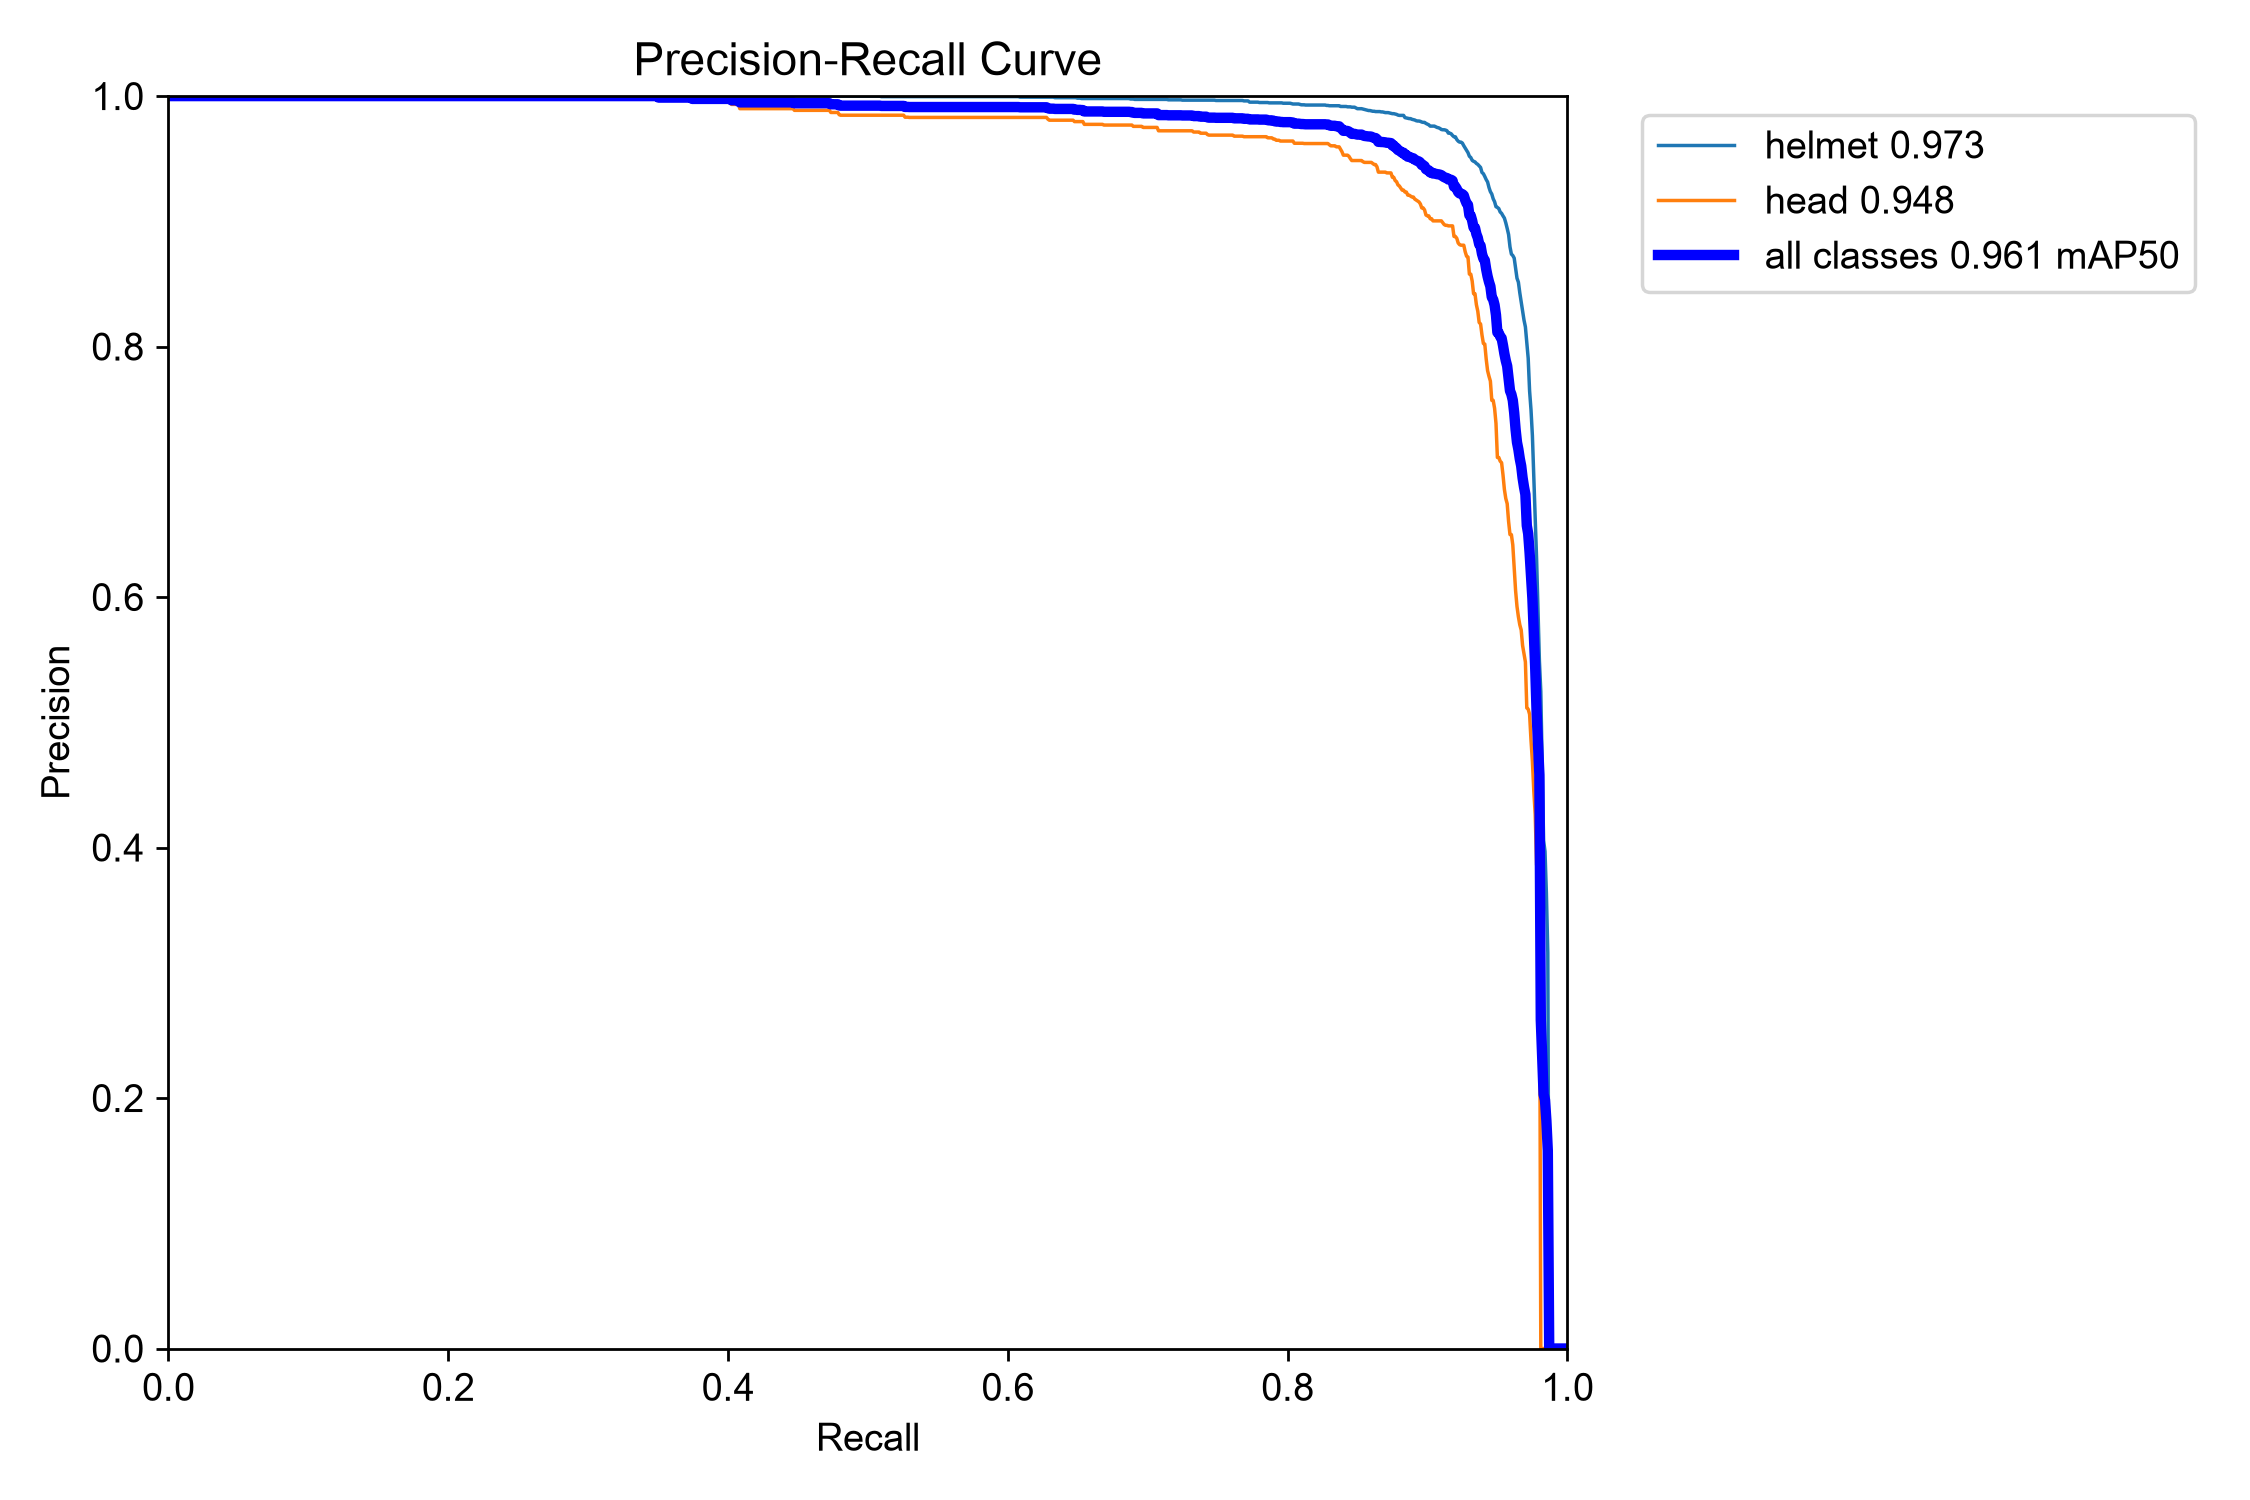 Precision-Recall Curve
1.0
0.8
0.6
0.4
0.2
0.0
Precision
0.0 0.2 0.4 0.6 0.8 1.0
Recall
helmet 0.973
head 0.948
all classes 0.961 mAP50